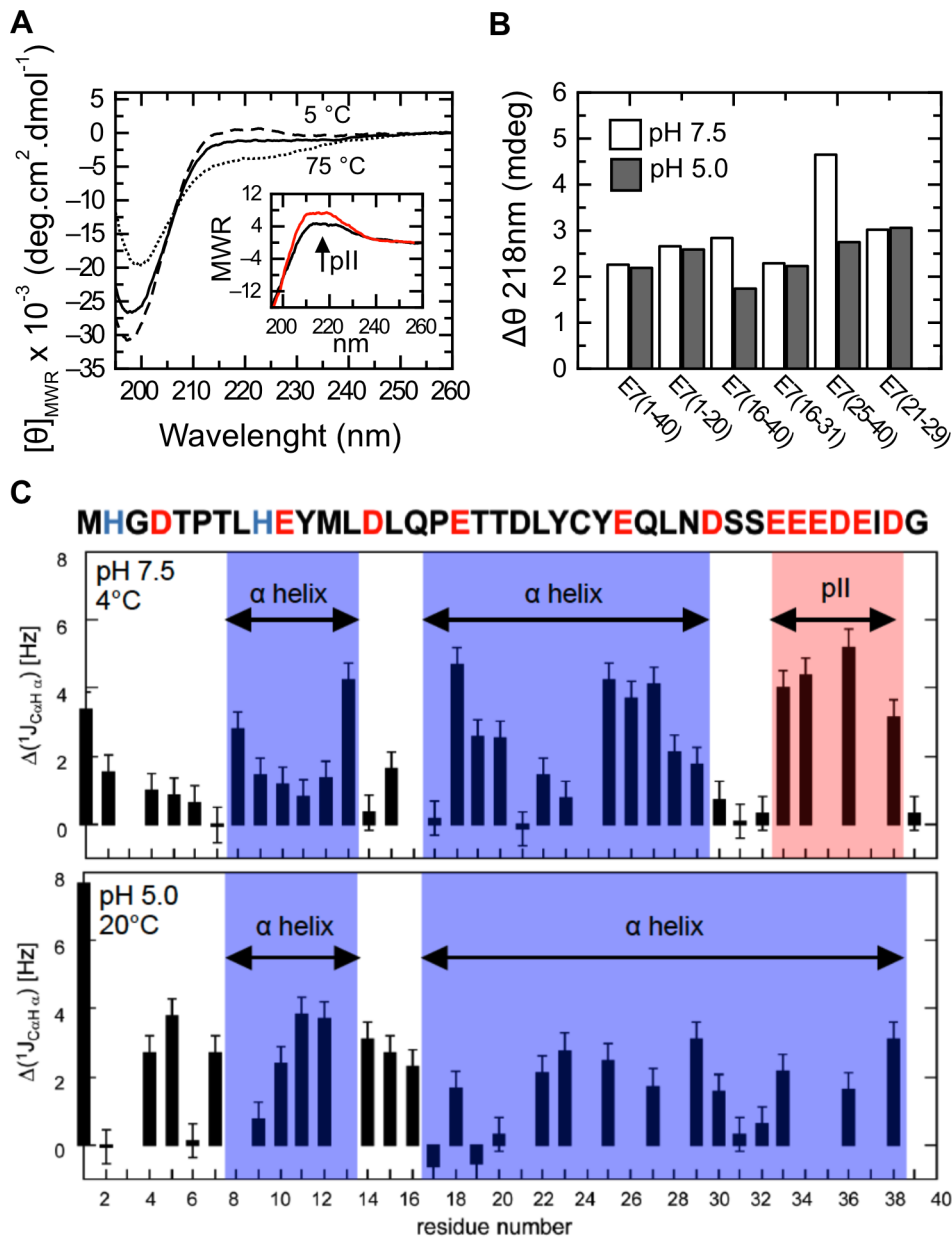 A
[θ]MWR x 10⁻³ (deg.cm².dmol⁻¹)
5
0
–5
–10
–15
–20
–25
–30
–35
5 °C
75 °C
MWR
12
4
–4
–12
pII
200 220 240 260
nm
200 210 220 230 240 250 260
Wavelenght (nm)
B
Δθ 218nm (mdeg)
6
5
4
3
2
1
0
pH 7.5
pH 5.0
E7(1-40)
E7(1-20)
E7(16-40)
E7(16-31)
E7(25-40)
E7(21-29)
C
MHGDTPTLHEYMLDLQPETTDLYCYEQLNDSSEEEDEIDG
Δ(¹JCαHα) [Hz]
8
6
4
2
0
pH 7.5
4°C
α helix
α helix
pII
Δ(¹JCαHα) [Hz]
8
6
4
2
0
pH 5.0
20°C
α helix
α helix
2 4 6 8 10 12 14 16 18 20 22 24 26 28 30 32 34 36 38 40
residue number